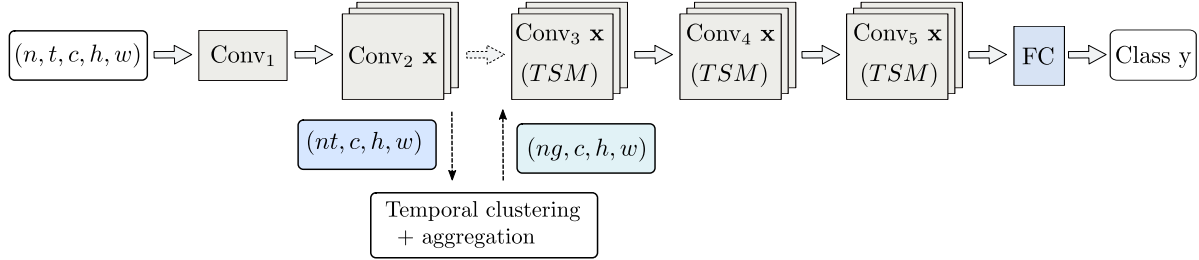 (n, t, c, h, w)
Conv₁
Conv₂ x
Conv₃ x
(TSM)
Conv₄ x
(TSM)
Conv₅ x
(TSM)
FC
Class y
(nt, c, h, w)
(ng, c, h, w)
Temporal clustering
+ aggregation